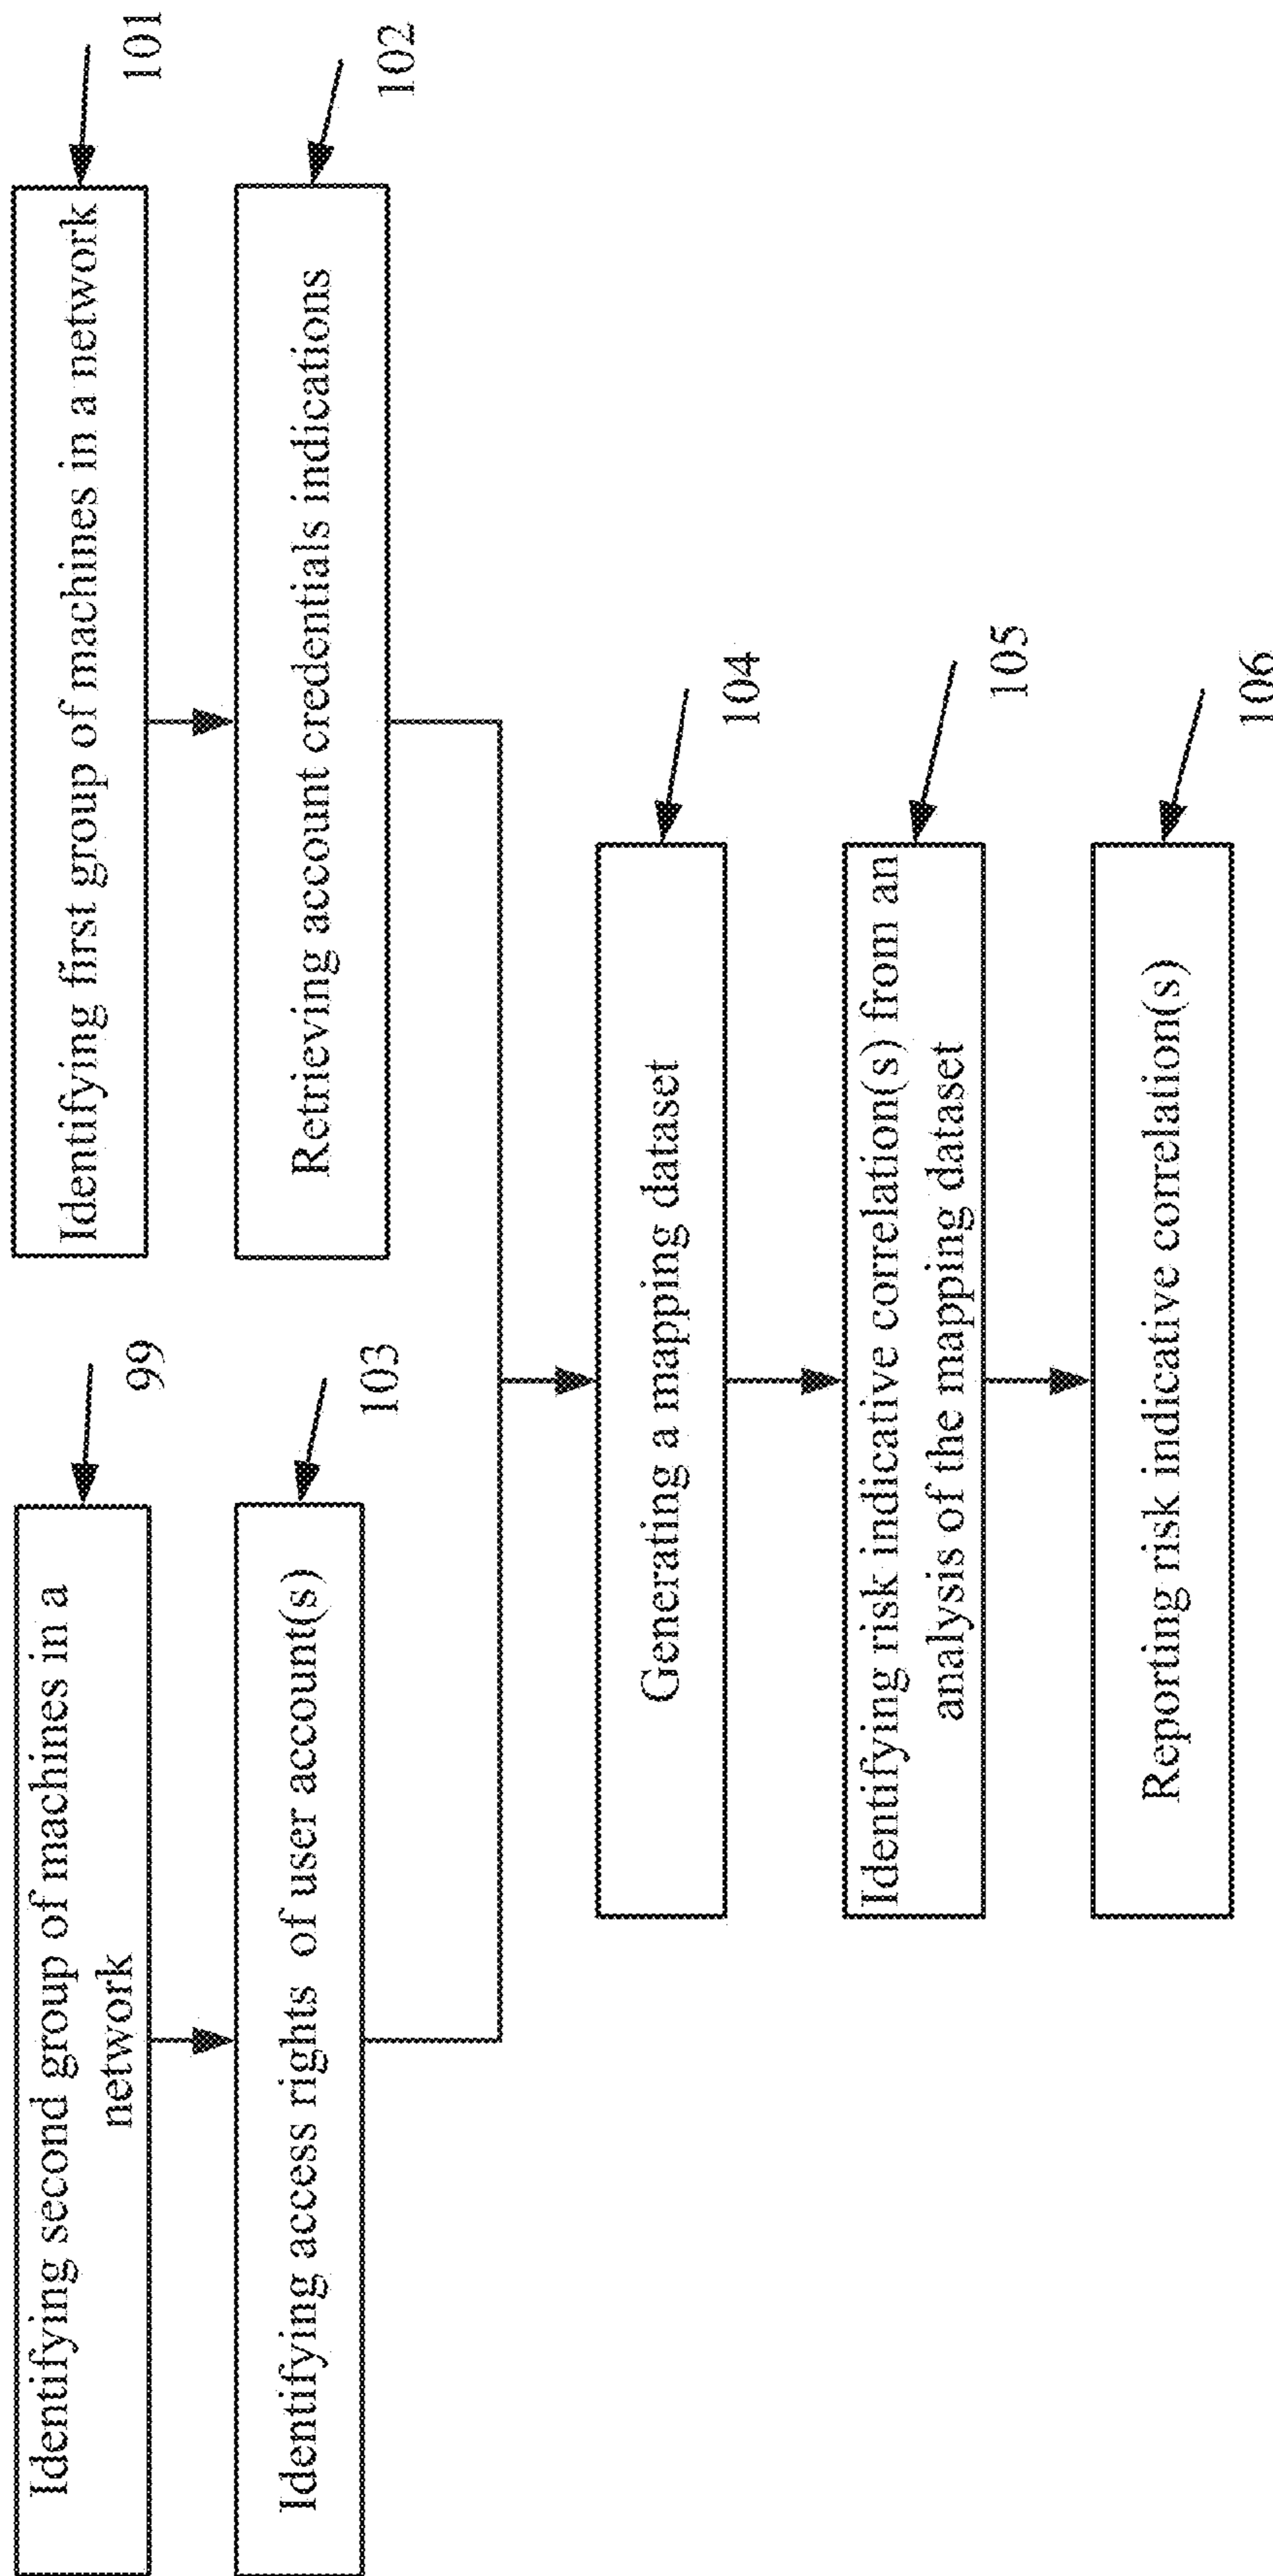 Identifying second group of machines in a
network
99
Identifying first group of machines in a network
101
Identifying access rights of user account(s)
103
Retrieving account credentials indications
102
Generating a mapping dataset
104
Identifying risk indicative correlation(s) from an
analysis of the mapping dataset
105
Reporting risk indicative correlation(s)
106